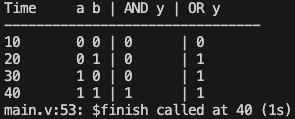 Time    a b | AND y | OR y
---------------------------------
10      0 0 | 0     | 0
20      0 1 | 0     | 1
30      1 0 | 0     | 1
40      1 1 | 1     | 1
main.v:53: $finish called at 40 (1s)